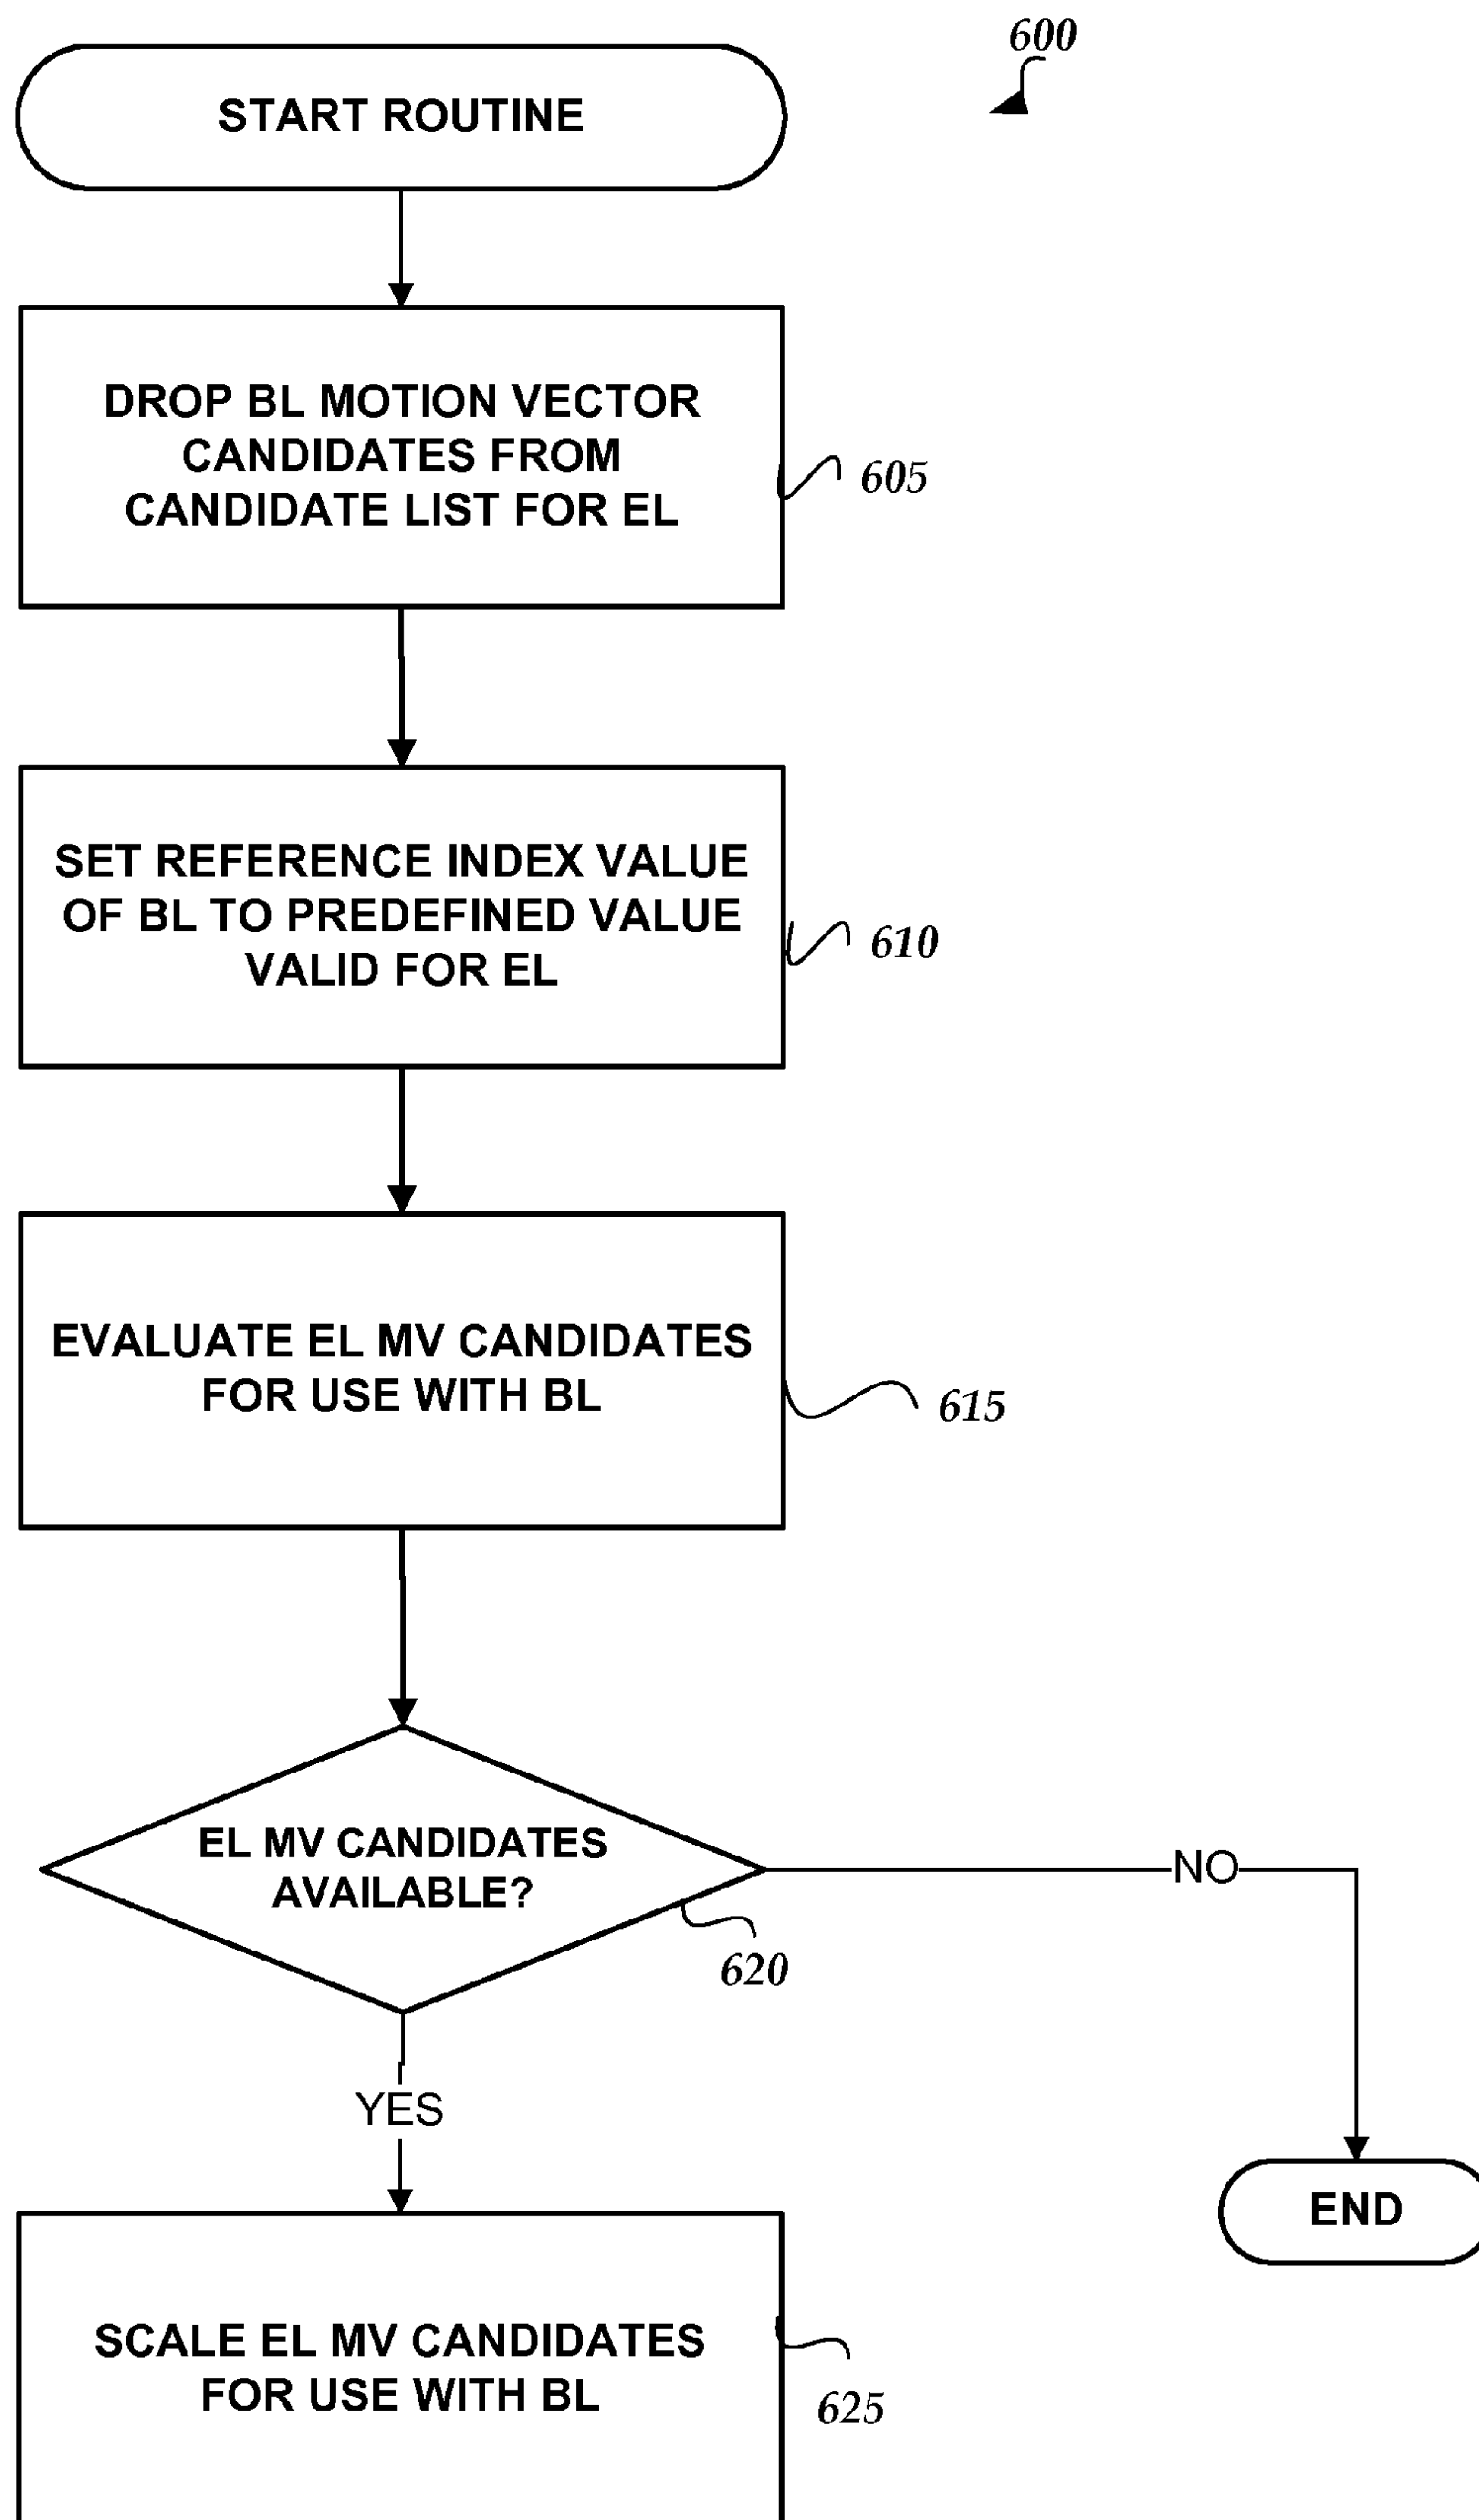 600
START ROUTINE
DROP BL MOTION VECTOR
CANDIDATES FROM
CANDIDATE LIST FOR EL
605
SET REFERENCE INDEX VALUE
OF BL TO PREDEFINED VALUE
VALID FOR EL
610
EVALUATE EL MV CANDIDATES
FOR USE WITH BL
615
EL MV CANDIDATES
AVAILABLE?
NO
620
YES
END
SCALE EL MV CANDIDATES
FOR USE WITH BL
625